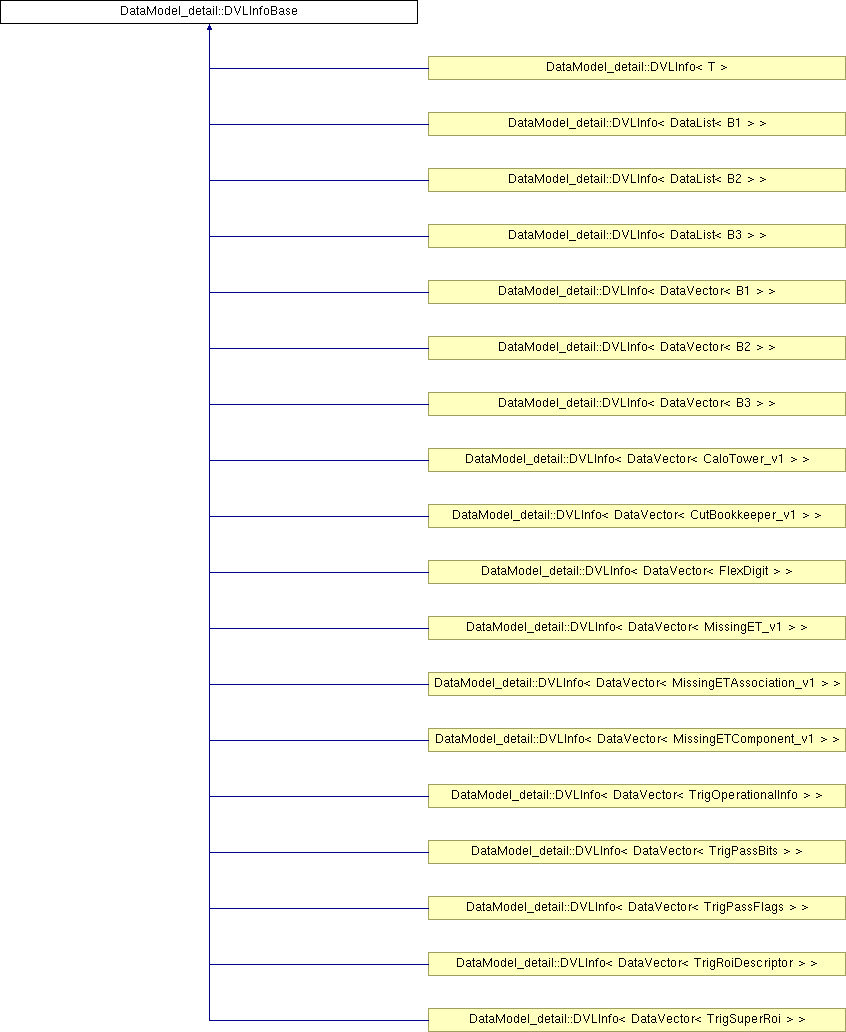 DataModel_detail::DVLInfoBase
DataModel_detail::DVLInfo< T >
DataModel_detail::DVLInfo< DataList< B1 > >
DataModel_detail::DVLInfo< DataList< B2 > >
DataModel_detail::DVLInfo< DataList< B3 > >
DataModel_detail::DVLInfo< DataVector< B1 > >
DataModel_detail::DVLInfo< DataVector< B2 > >
DataModel_detail::DVLInfo< DataVector< B3 > >
DataModel_detail::DVLInfo< DataVector< CaloTower_v1 > >
DataModel_detail::DVLInfo< DataVector< CutBookkeeper_v1 > >
DataModel_detail::DVLInfo< DataVector< FlexDigit > >
DataModel_detail::DVLInfo< DataVector< MissingET_v1 > >
DataModel_detail::DVLInfo< DataVector< MissingETAssociation_v1 > >
DataModel_detail::DVLInfo< DataVector< MissingETComponent_v1 > >
DataModel_detail::DVLInfo< DataVector< TrigOperationalInfo > >
DataModel_detail::DVLInfo< DataVector< TrigPassBits > >
DataModel_detail::DVLInfo< DataVector< TrigPassFlags > >
DataModel_detail::DVLInfo< DataVector< TrigRoiDescriptor > >
DataModel_detail::DVLInfo< DataVector< TrigSuperRoi > >